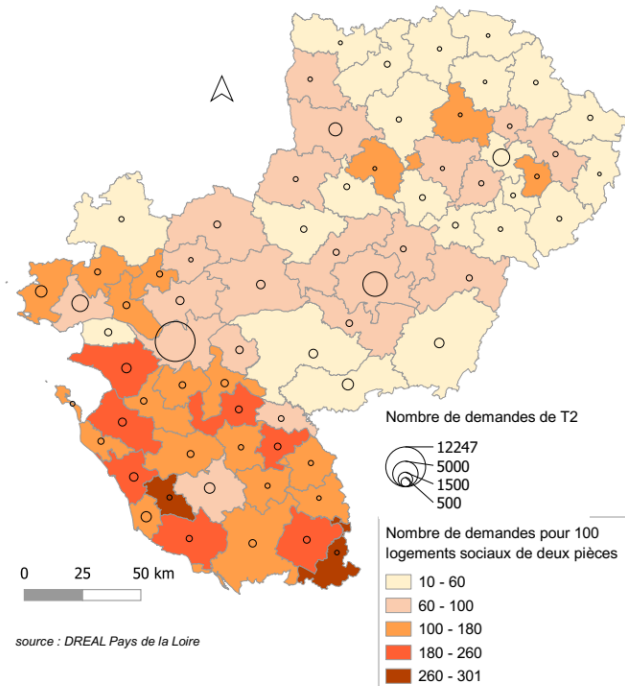 Nombre de demandes de T2
12247
5000
1500
500
Nombre de demandes pour 100
logements sociaux de deux pièces
10 - 60
60 - 100
100 - 180
180 - 260
260 - 301
0 25 50 km
source : DREAL Pays de la Loire